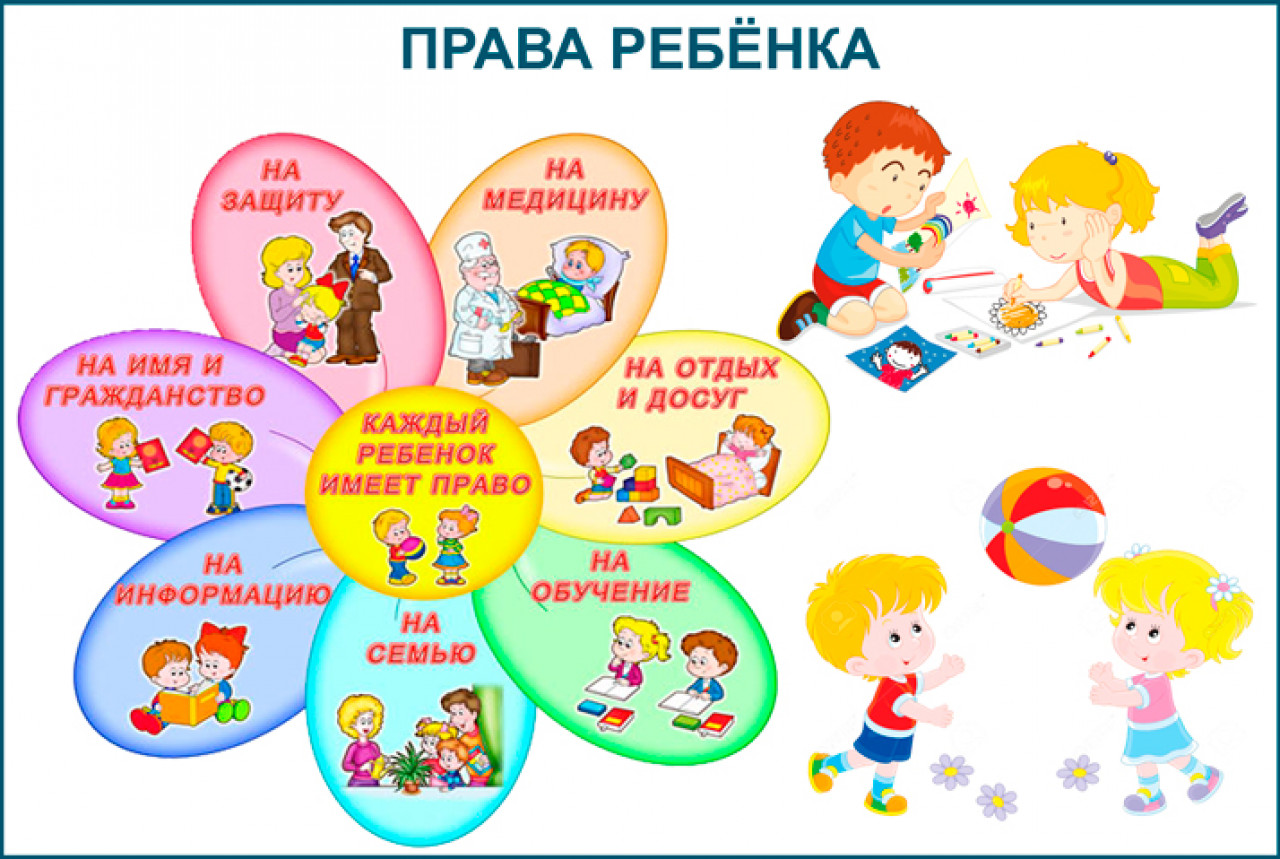 ПРАВА РЕБЁНКА
НА
ЗАЩИТУ
НА
МЕДИЦИНУ
НА ИМЯ И
ГРАЖДАНСТВО
НА ОТДЫХ
И ДОСУГ
КАЖДЫЙ
РЕБЕНОК
ИМЕЕТ ПРАВО
НА
ИНФОРМАЦИЮ
НА
СЕМЬЮ
НА
ОБУЧЕНИЕ